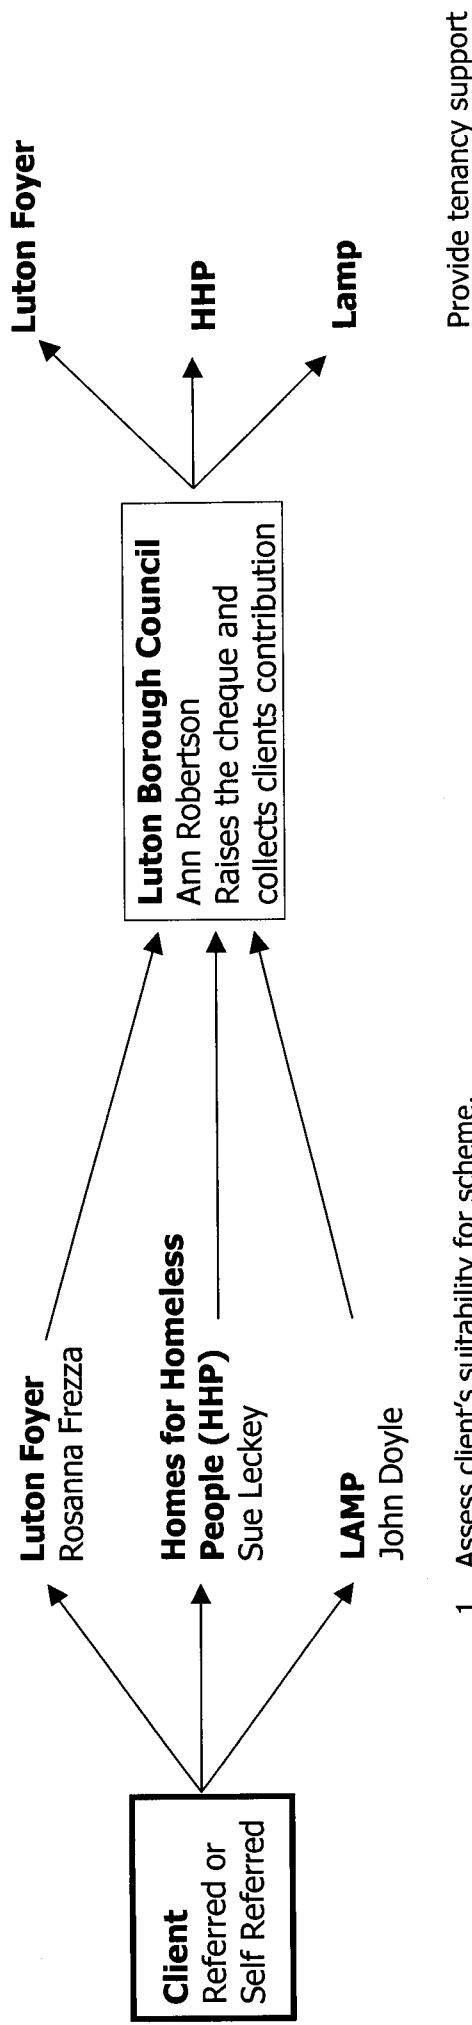 Client
Referred or
Self Referred
Luton Foyer
Rosanna Frezza
Homes for Homeless
People (HHP)
Sue Leckey
LAMP
John Doyle
1. Assess client's suitability for scheme.
Luton Borough Council
Ann Robertson
Raises the cheque and
collects clients contribution
Luton Foyer
HHP
Lamp
Provide tenancy support